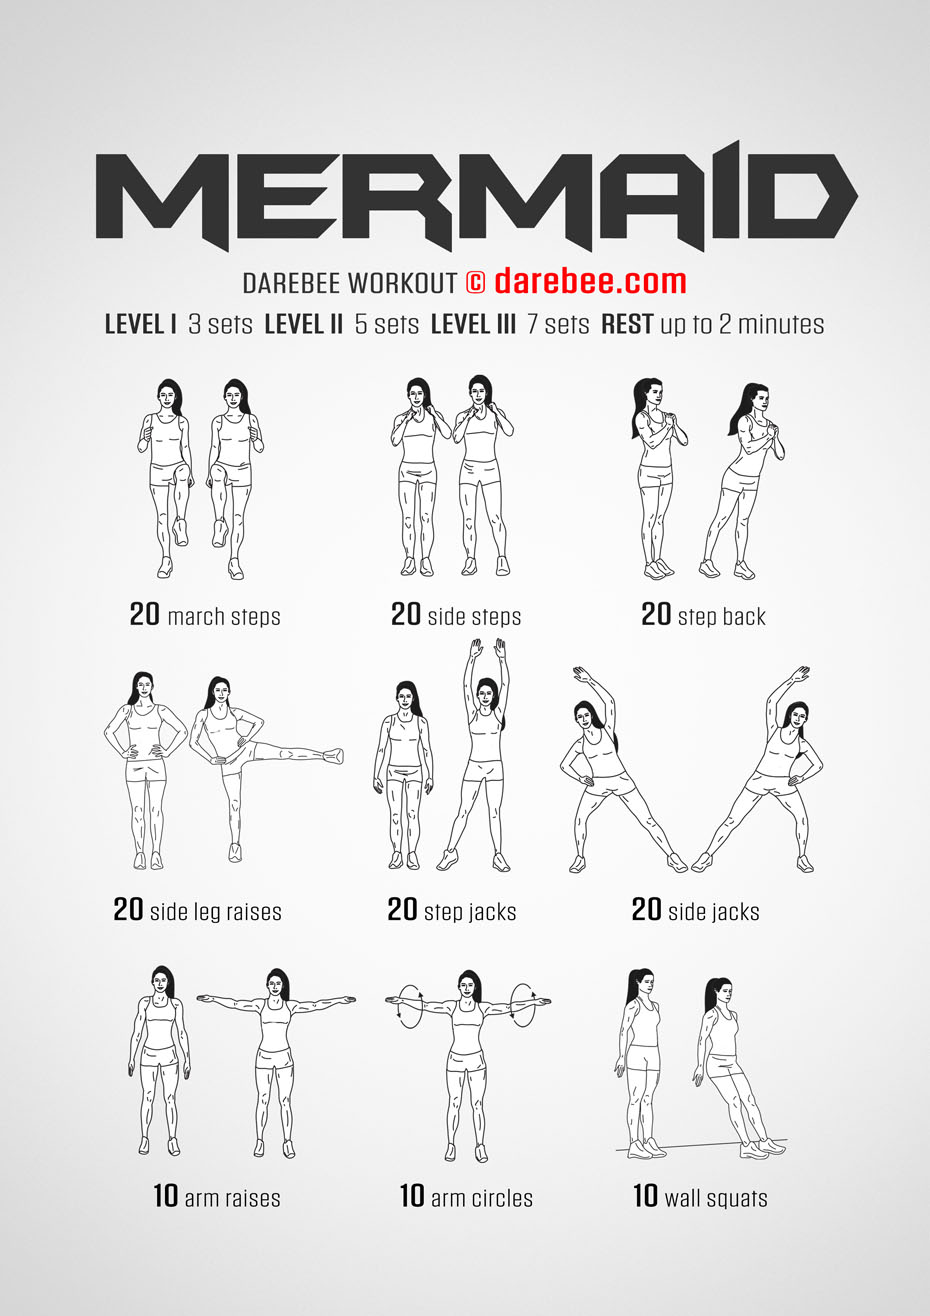 MERMAID
DAREBEE WORKOUT © darebee.com
LEVEL I 3 sets LEVEL II 5 sets LEVEL III 7 sets REST up to 2 minutes
20 march steps
20 side steps
20 step back
20 side leg raises
20 step jacks
20 side jacks
10 arm raises
10 arm circles
10 wall squats